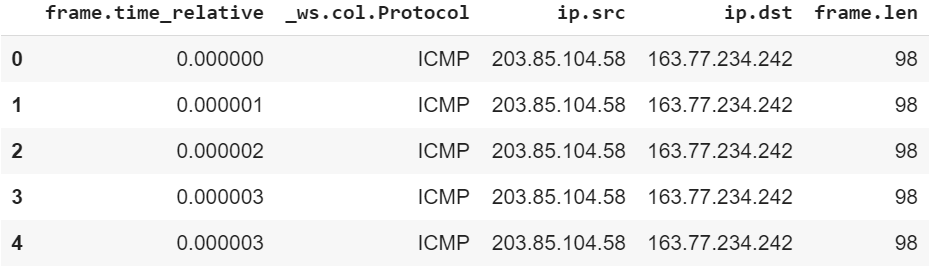 frame.time_relative _ws.col.Protocol ip.src ip.dst frame.len
0 0.000000 ICMP 203.85.104.58 163.77.234.242 98
1 0.000001 ICMP 203.85.104.58 163.77.234.242 98
2 0.000002 ICMP 203.85.104.58 163.77.234.242 98
3 0.000003 ICMP 203.85.104.58 163.77.234.242 98
4 0.000003 ICMP 203.85.104.58 163.77.234.242 98